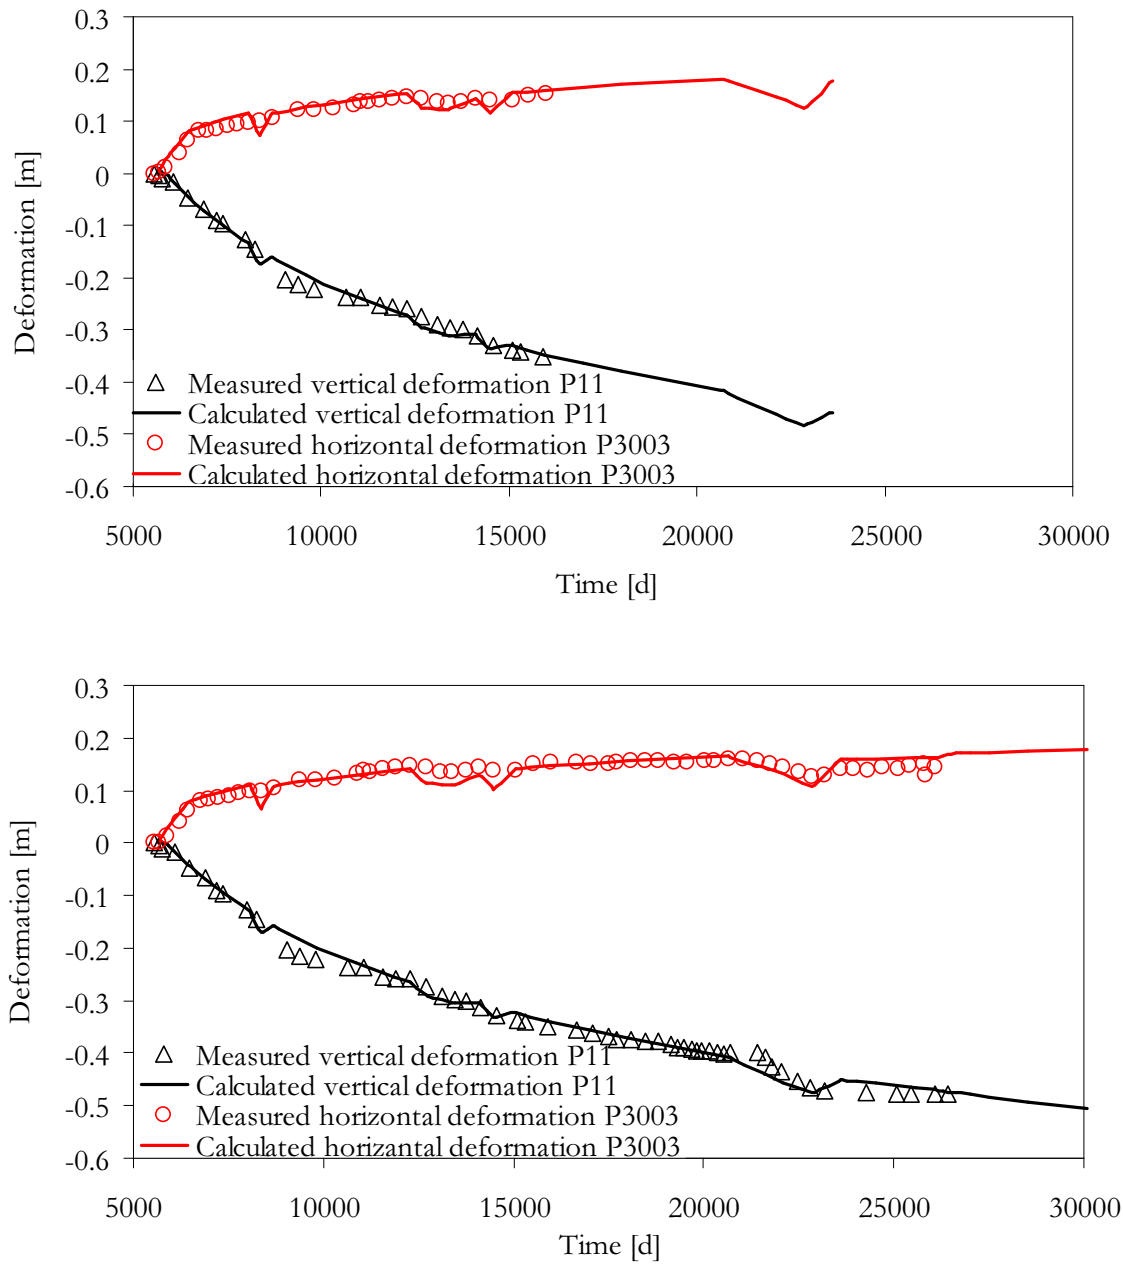 0.3
0.2
0.1
0
-0.1
-0.2
-0.3
-0.4
-0.5
-0.6
Deformation [m]
Measured vertical deformation P11
Calculated vertical deformation P11
Measured horizontal deformation P3003
Calculated horizontal deformation P3003
5000 10000 15000 20000 25000 30000
Time [d]
0.3
0.2
0.1
0
-0.1
-0.2
-0.3
-0.4
-0.5
-0.6
Deformation [m]
Measured vertical deformation P11
Calculated vertical deformation P11
Measured horizontal deformation P3003
Calculated horizantal deformation P3003
5000 10000 15000 20000 25000 30000
Time [d]